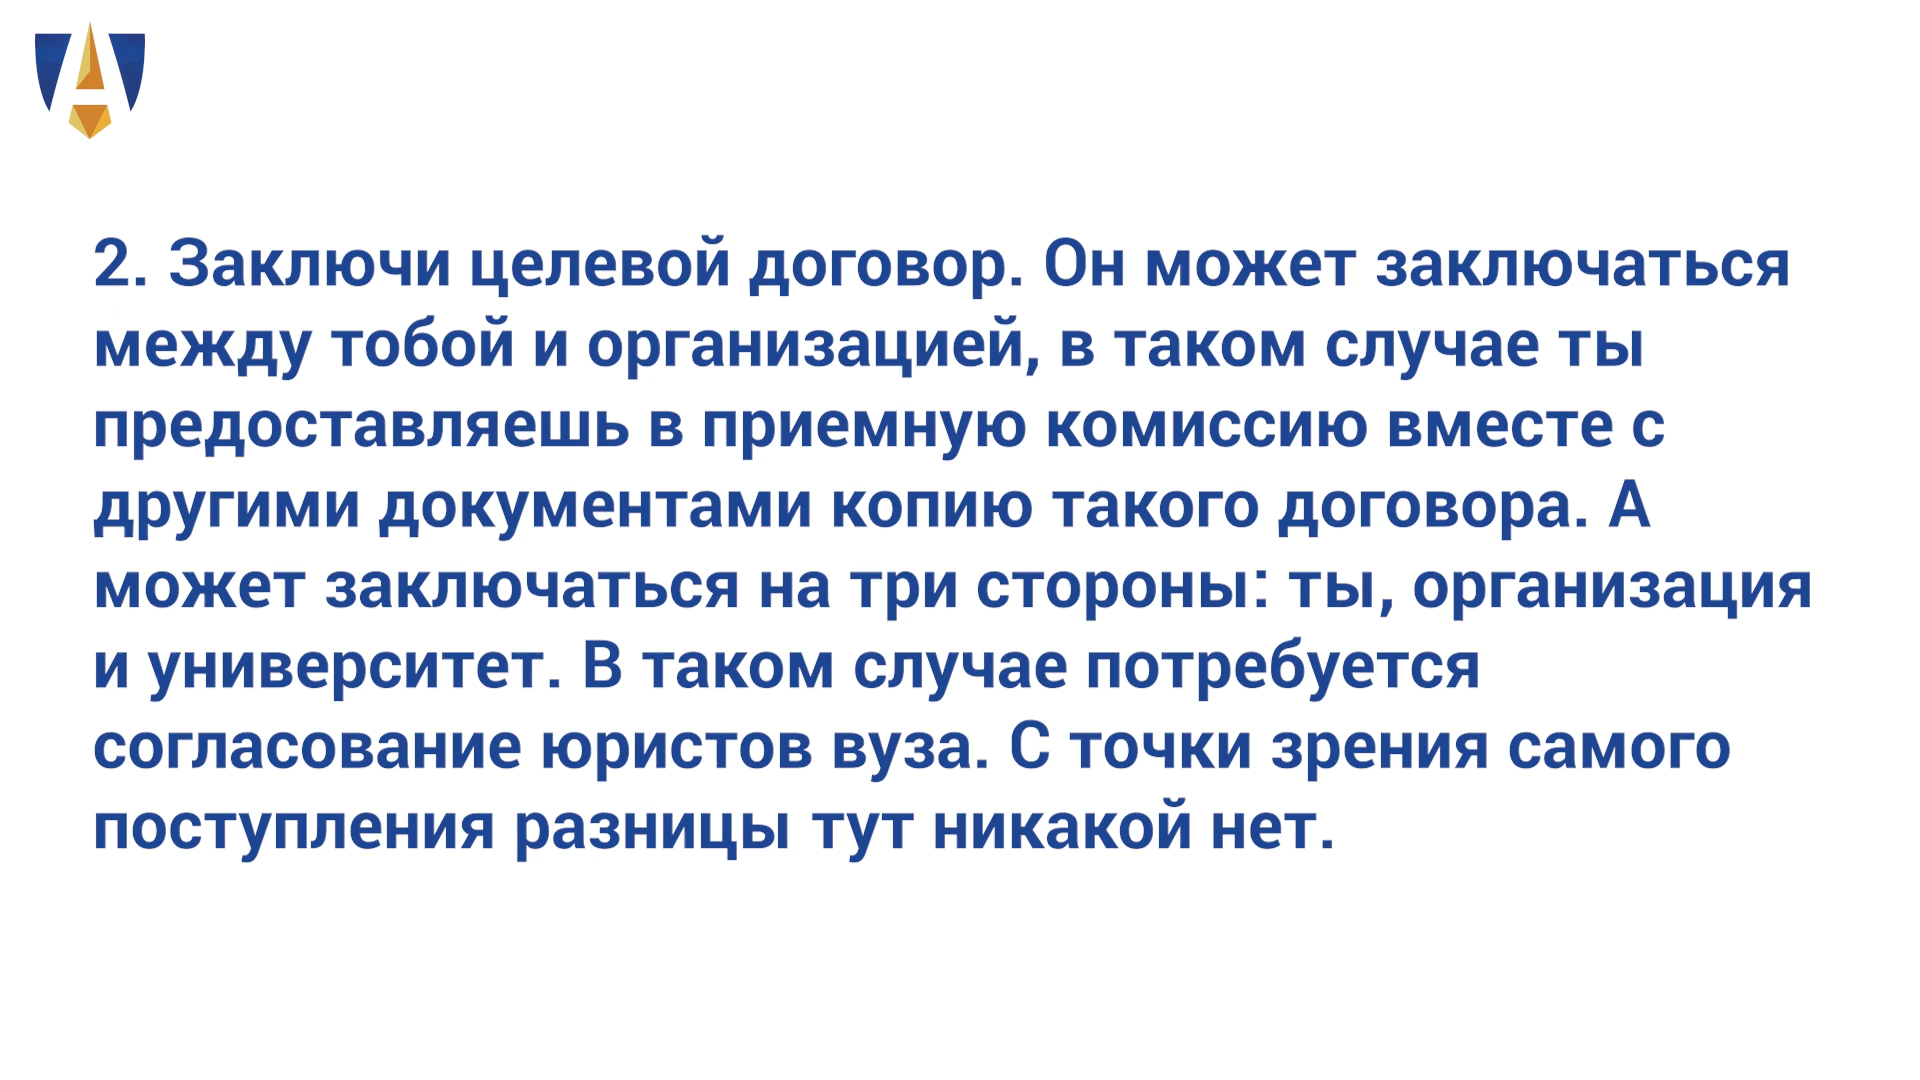 2. Заключи целевой договор. Он может заключаться
между тобой и организацией, в таком случае ты
предоставляешь в приемную комиссию вместе с
другими документами копию такого договора. А
может заключаться на три стороны: ты, организация
и университет. В таком случае потребуется
согласование юристов вуза. С точки зрения самого
поступления разницы тут никакой нет.